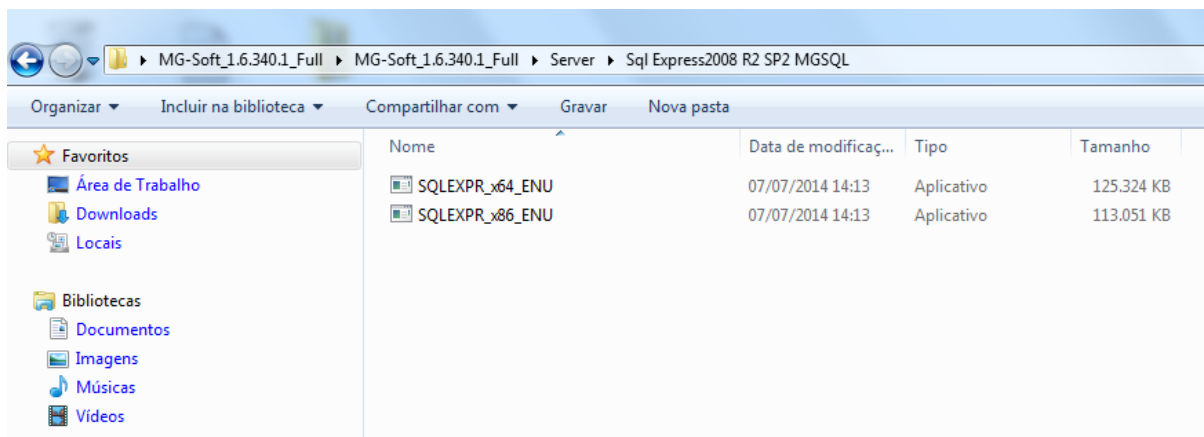 MG-Soft_1.6.340.1_Full MG-Soft_1.6.340.1_Full Server Sql Express2008 R2 SP2 MGSQL
Organizar Incluir na biblioteca Compartilhar com Gravar Nova pasta
Nome Data de modificaç... Tipo Tamanho
SQLEXPR_x64_ENU 07/07/2014 14:13 Aplicativo 125.324 KB
SQLEXPR_x86_ENU 07/07/2014 14:13 Aplicativo 113.051 KB
Favoritos
Área de Trabalho
Downloads
Locais
Bibliotecas
Documentos
Imagens
Músicas
Vídeos